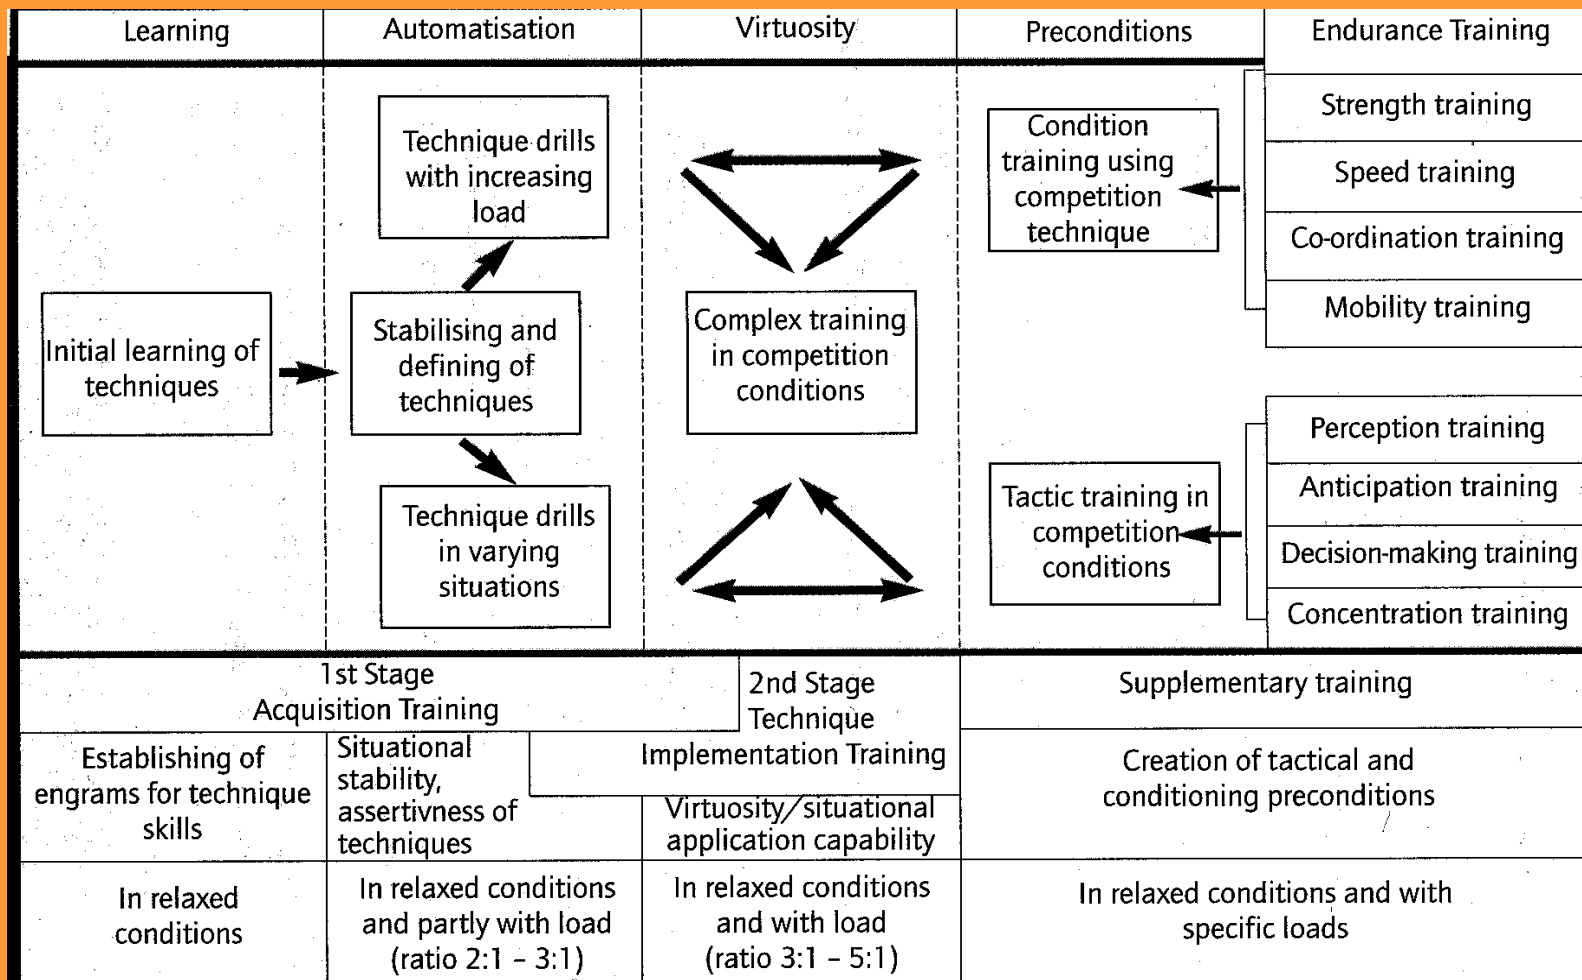 Learning
Automatisation
Virtuosity
Preconditions
Endurance Training
Strength training
Speed training
Co-ordination training
Mobility training
Technique drills
with increasing
load
Condition
training using
competition
technique
Initial learning of
techniques
Stabilising and
defining of
techniques
Complex training
in competition
conditions
Perception training
Anticipation training
Decision-making training
Concentration training
Technique drills
in varying
situations
Tactic training in
competition
conditions
1st Stage
Acquisition Training
2nd Stage
Technique
Implementation Training
Supplementary training
Establishing of
engrams for technique
skills
Situational
stability,
assertivness of
techniques
Virtuosity/situational
application capability
Creation of tactical and
conditioning preconditions
In relaxed
conditions
In relaxed conditions
and partly with load
(ratio 2:1 – 3:1)
In relaxed conditions
and with load
(ratio 3:1 – 5:1)
In relaxed conditions and with
specific loads